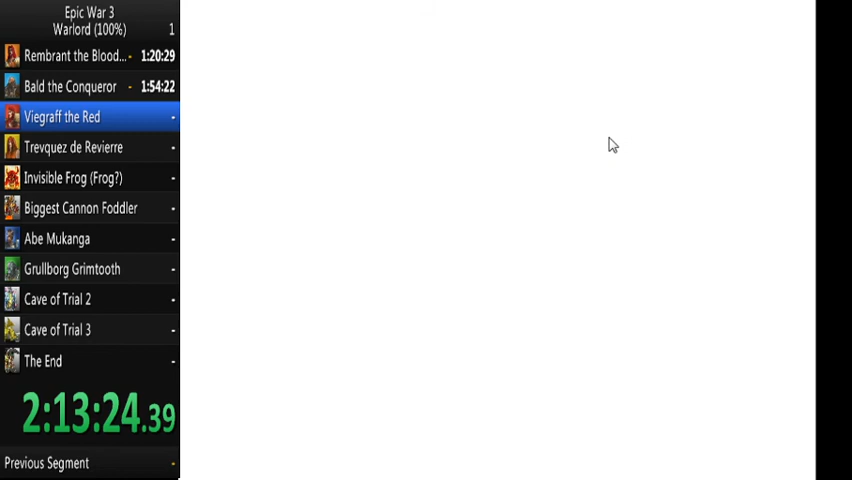 Epic War 3
Warlord (100%) 1
Rembrant the Blood... - 1:20:29
Bald the Conqueror - 1:54:22
Viegraff the Red -
Trevquez de Revierre -
Invisible Frog (Frog?) -
Biggest Cannon Foddler -
Abe Mukanga -
Grullborg Grimtooth -
Cave of Trial 2 -
Cave of Trial 3 -
The End -
2:13:24.39
Previous Segment -